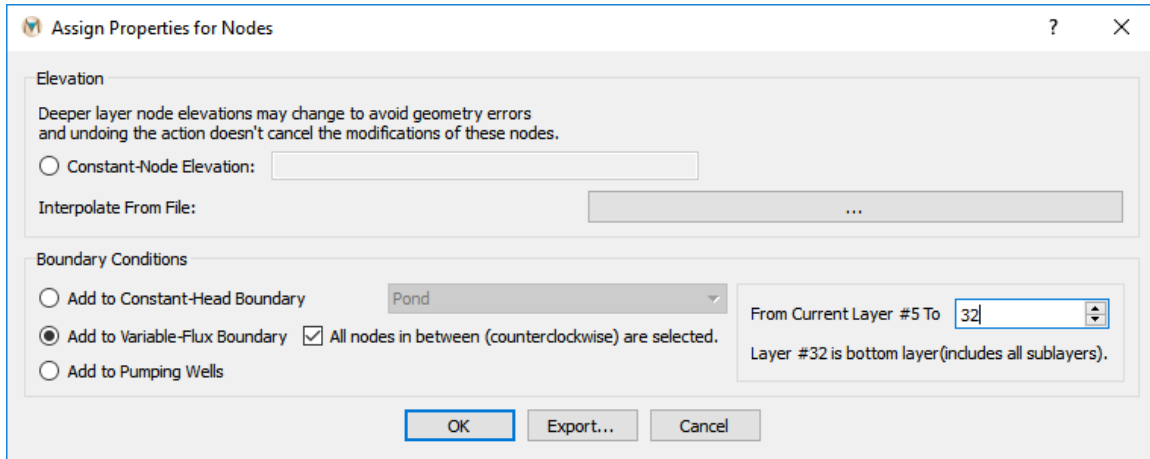 Assign Properties for Nodes
?
Elevation
Deeper layer node elevations may change to avoid geometry errors
and undoing the action doesn't cancel the modifications of these nodes.
Constant-Node Elevation:
Interpolate From File:
...
Boundary Conditions
Add to Constant-Head Boundary
Pond
Add to Variable-Flux Boundary
All nodes in between (counterclockwise) are selected.
Add to Pumping Wells
From Current Layer #5 To
32
Layer #32 is bottom layer(includes all sublayers).
OK
Export...
Cancel